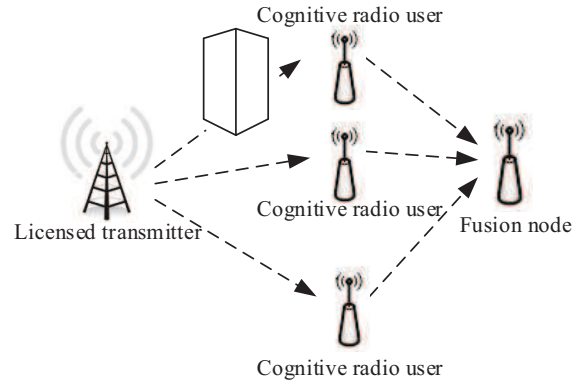 Cognitive radio user
Cognitive radio user
Licensed transmitter
Fusion node
Cognitive radio user